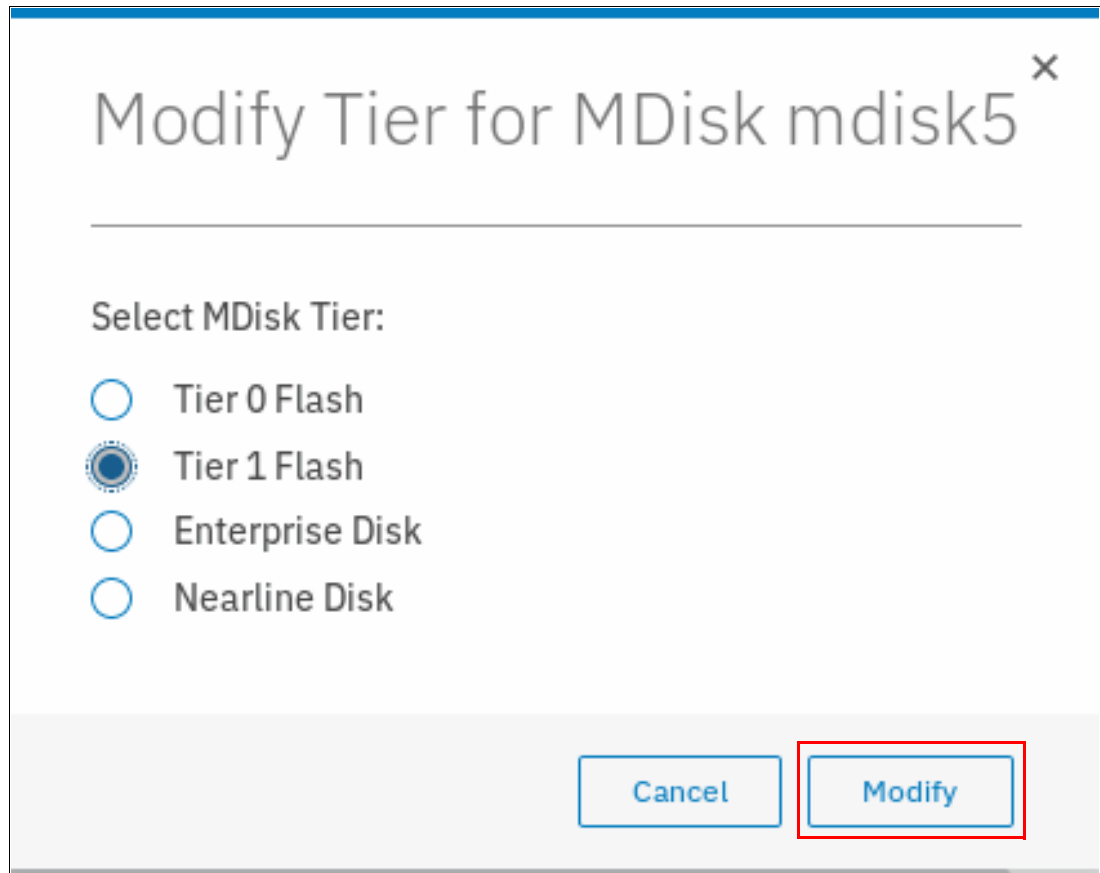 Modify Tier for MDisk mdisk5
Select MDisk Tier:
Tier 0 Flash
Tier 1 Flash
Enterprise Disk
Nearline Disk
Cancel Modify